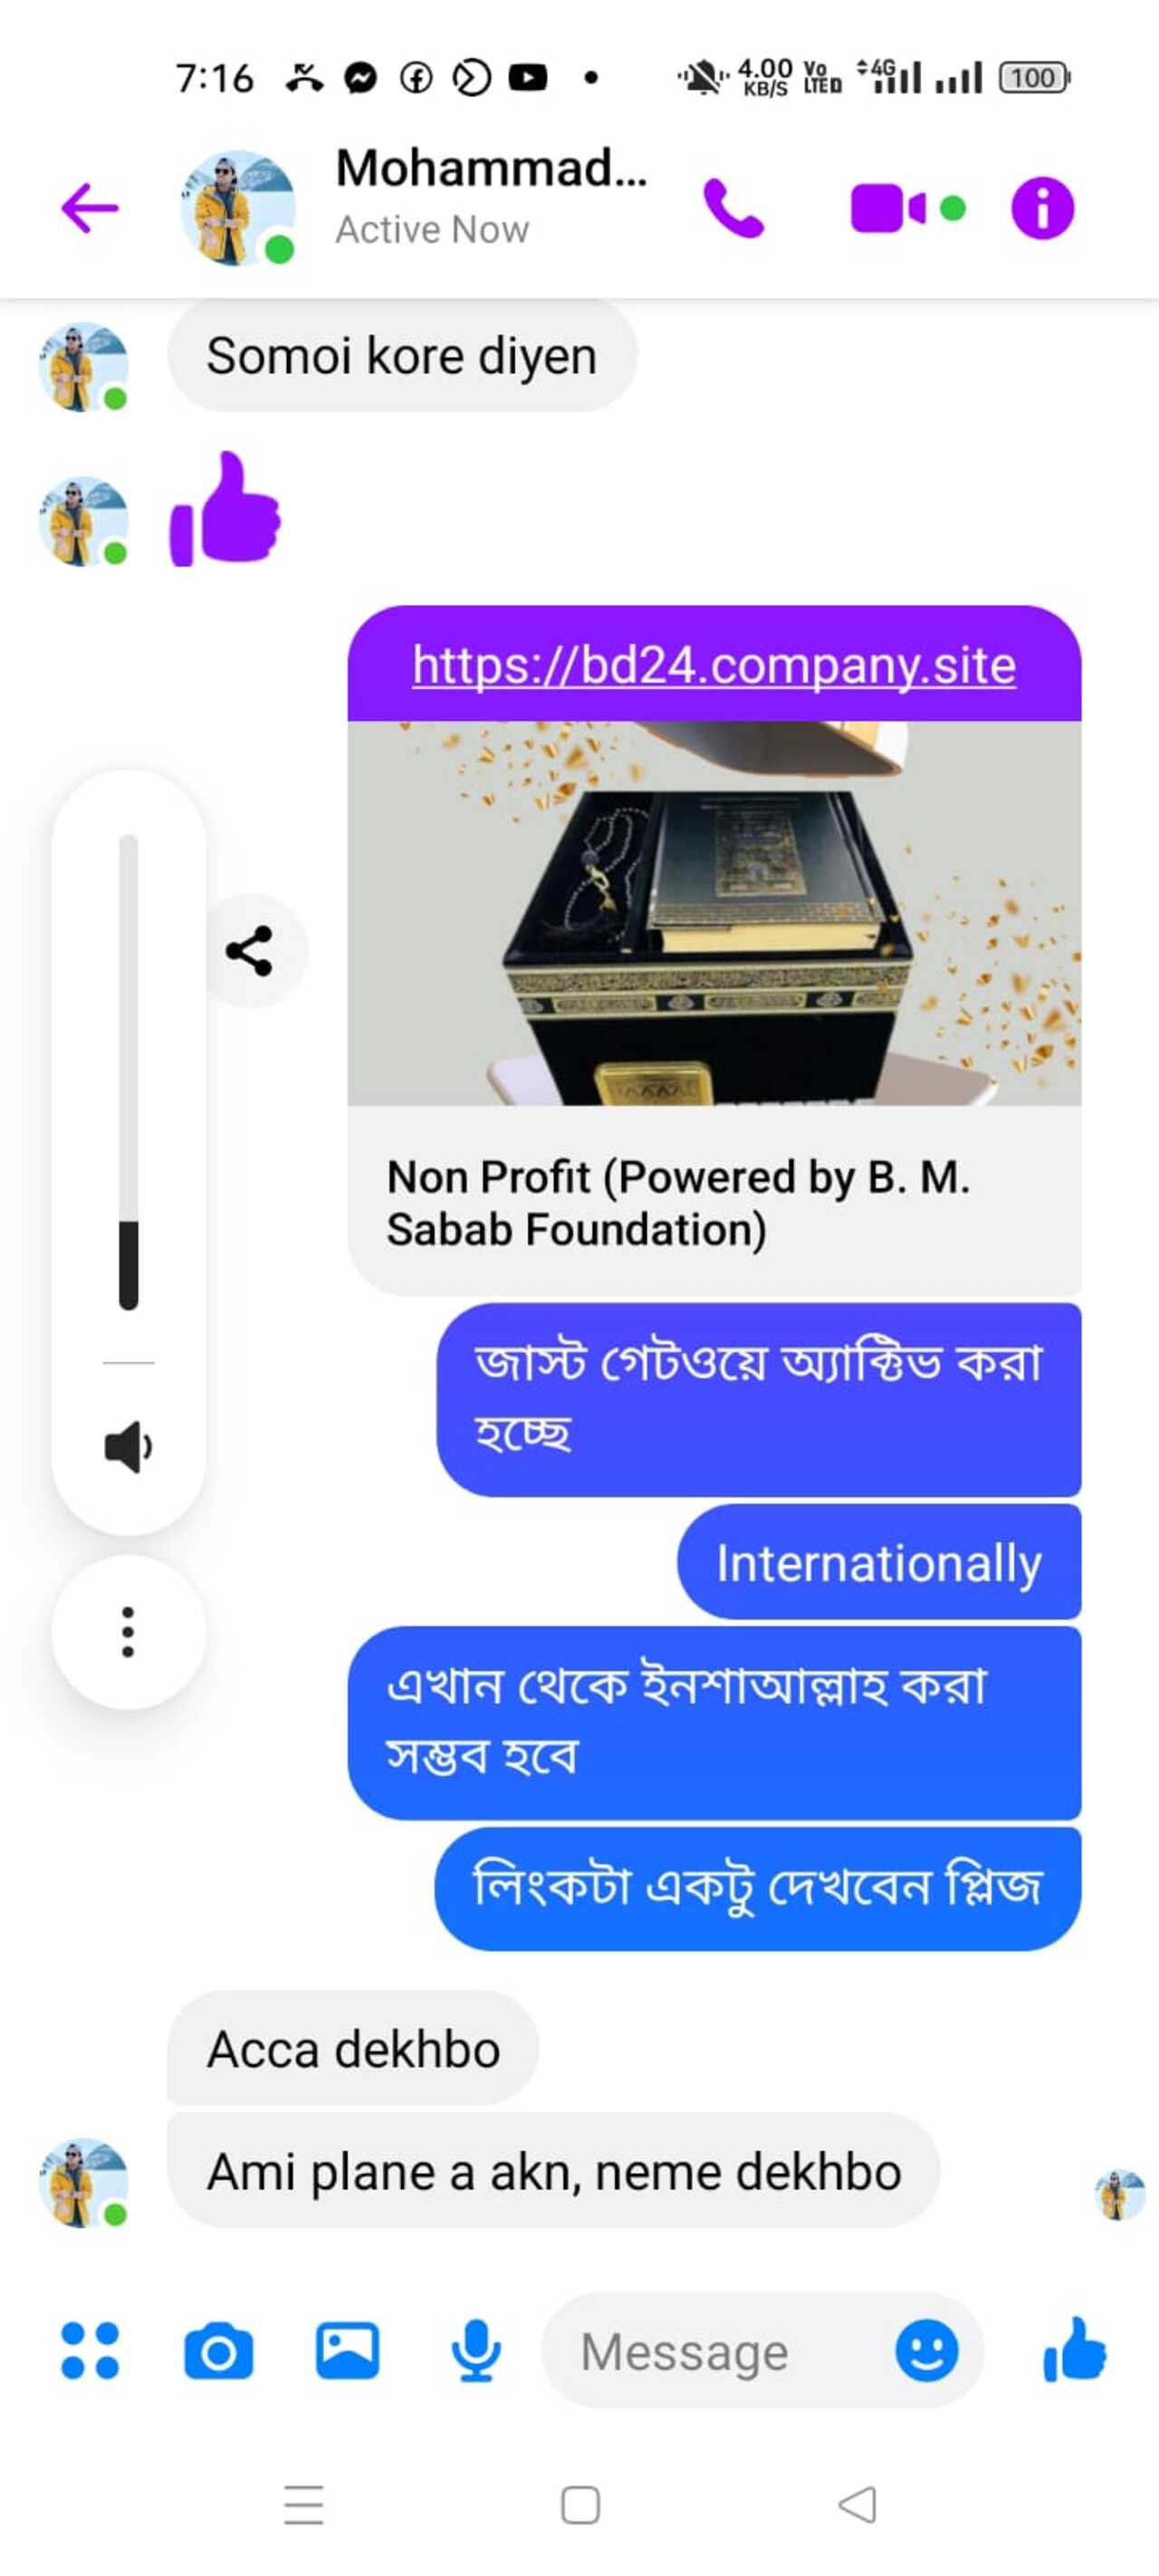 7:16
4.00
KB/S
Vo
LTE
4G
100
Mohammad...
Active Now
Somoi kore diyen
https://bd24.company.site
Non Profit (Powered by B. M.
Sabab Foundation)
জাস্ট গেটওয়ে অ্যাক্টিভ করা
হচ্ছে
Internationally
এখান থেকে ইনশাআল্লাহ করা
সম্ভব হবে
লিংকটা একটু দেখবেন প্লিজ
Acca dekhbo
Ami plane a akn, neme dekhbo
Message